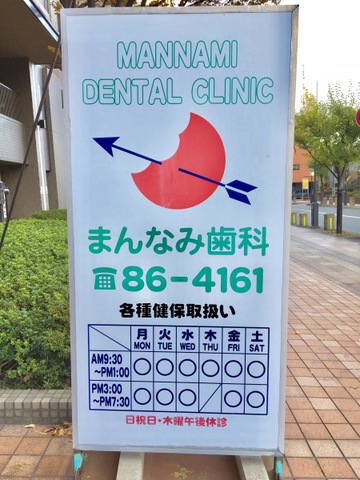 MANNAMI
DENTAL CLINIC
まんなみ歯科
☎86-4161
各種健保取扱い
月 火 水 木 金 土
MON TUE WED THU FRI SAT
AM9:30
~PM1:00 ○ ○ ○ ○ ○ ○
PM3:00
~PM7:30 ○ ○ ○ / ○ ○
日祝日・木曜午後休診